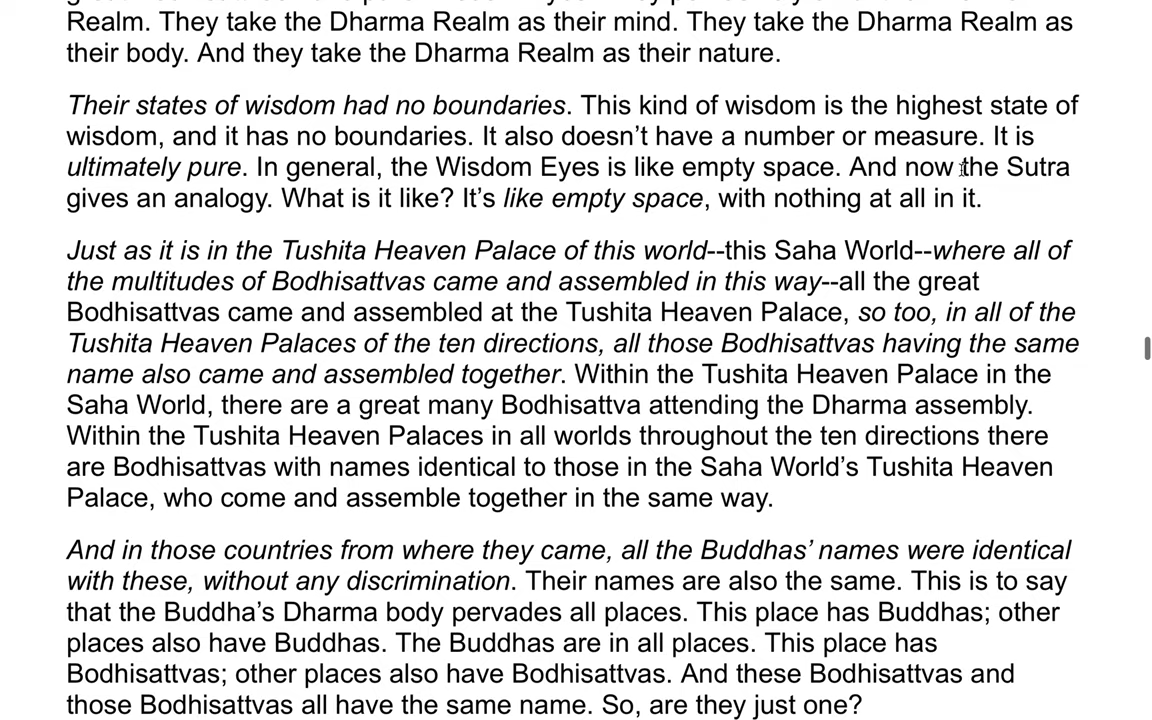 Realm. They take the Dharma Realm as their mind. They take the Dharma Realm as
their body. And they take the Dharma Realm as their nature.
Their states of wisdom had no boundaries. This kind of wisdom is the highest state of
wisdom, and it has no boundaries. It also doesn’t have a number or measure. It is
ultimately pure. In general, the Wisdom Eyes is like empty space. And now the Sutra
gives an analogy. What is it like? It’s like empty space, with nothing at all in it.
Just as it is in the Tushita Heaven Palace of this world--this Saha World--where all of
the multitudes of Bodhisattvas came and assembled in this way--all the great
Bodhisattvas came and assembled at the Tushita Heaven Palace, so too, in all of the
Tushita Heaven Palaces of the ten directions, all those Bodhisattvas having the same
name also came and assembled together. Within the Tushita Heaven Palace in the
Saha World, there are a great many Bodhisattva attending the Dharma assembly.
Within the Tushita Heaven Palaces in all worlds throughout the ten directions there
are Bodhisattvas with names identical to those in the Saha World’s Tushita Heaven
Palace, who come and assemble together in the same way.
And in those countries from where they came, all the Buddhas’ names were identical
with these, without any discrimination. Their names are also the same. This is to say
that the Buddha’s Dharma body pervades all places. This place has Buddhas; other
places also have Buddhas. The Buddhas are in all places. This place has
Bodhisattvas; other places also have Bodhisattvas. And these Bodhisattvas and
those Bodhisattvas all have the same name. So, are they just one?